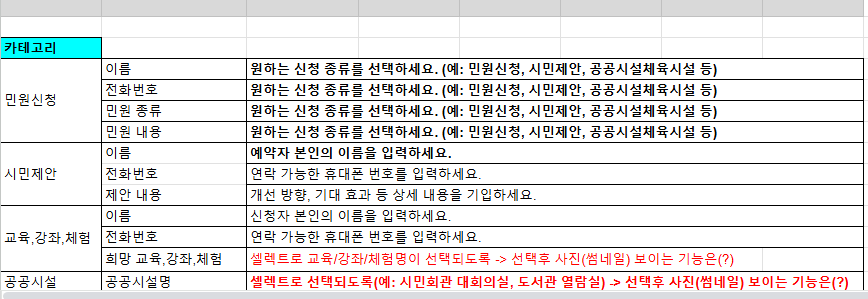 카테고리
민원신청
이름 원하는 신청 종류를 선택하세요. (예: 민원신청, 시민제안, 공공시설체육시설 등)
전화번호 원하는 신청 종류를 선택하세요. (예: 민원신청, 시민제안, 공공시설체육시설 등)
민원 종류 원하는 신청 종류를 선택하세요. (예: 민원신청, 시민제안, 공공시설체육시설 등)
민원 내용 원하는 신청 종류를 선택하세요. (예: 민원신청, 시민제안, 공공시설체육시설 등)
시민제안
이름 예약자 본인의 이름을 입력하세요.
전화번호 연락 가능한 휴대폰 번호를 입력하세요.
제안 내용 개선 방향, 기대 효과 등 상세 내용을 기입하세요.
교육,강좌,체험
이름 신청자 본인의 이름을 입력하세요.
전화번호 연락 가능한 휴대폰 번호를 입력하세요.
희망 교육,강좌,체험 셀렉트로 교육/강좌/체험명이 선택되도록 -> 선택후 사진(썸네일) 보이는 기능은(?)
공공시설 공공시설명 셀렉트로 선택되도록(예: 시민회관 대회의실, 도서관 열람실) -> 선택후 사진(썸네일) 보이는 기능은(?)